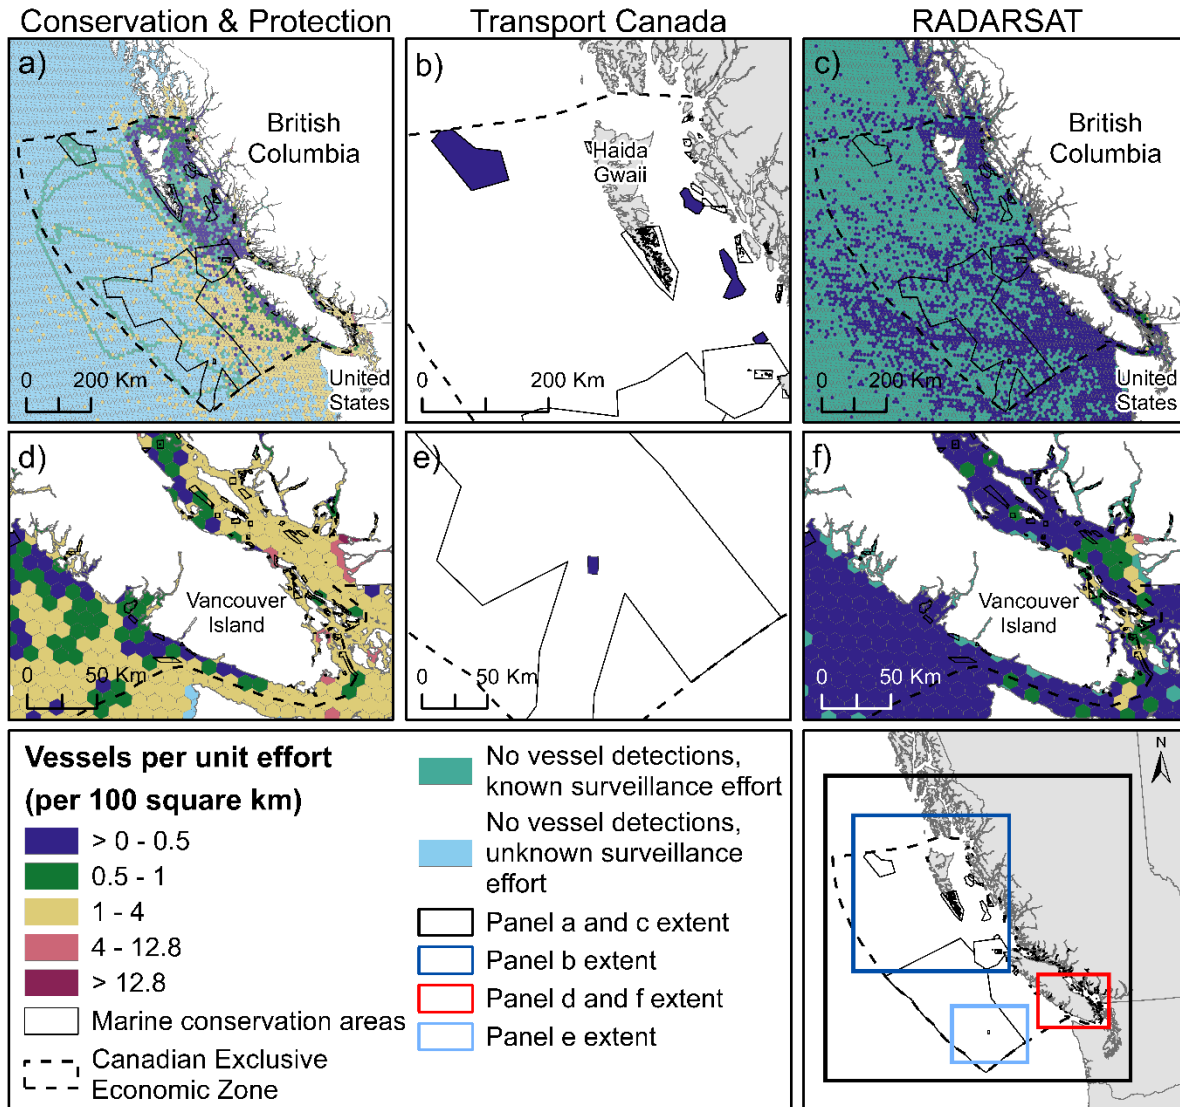 Conservation & Protection
Transport Canada
RADARSAT
a)
British
Columbia
0
200 Km
United
States
b)
Haida
Gwaii
0
200 Km
c)
British
Columbia
0
200 Km
United
States
d)
Vancouver
Island
0
50 Km
e)
0
50 Km
f)
Vancouver
Island
0
50 Km
Vessels per unit effort
(per 100 square km)
> 0 - 0.5
0.5 - 1
1 - 4
4 - 12.8
> 12.8
Marine conservation areas
Canadian Exclusive
Economic Zone
No vessel detections,
known surveillance effort
No vessel detections,
unknown surveillance
effort
Panel a and c extent
Panel b extent
Panel d and f extent
Panel e extent
N